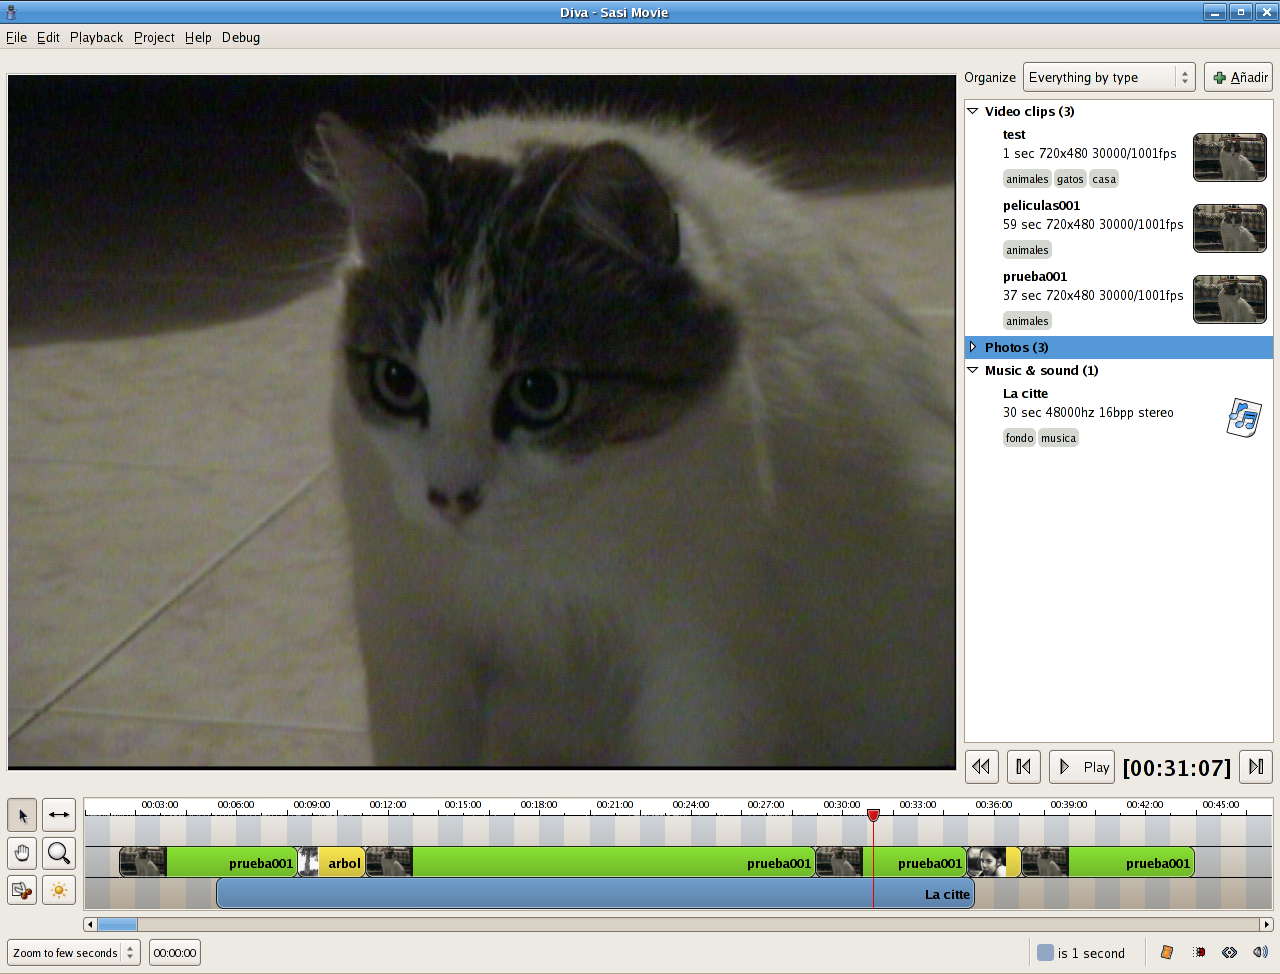 Diva - Sasi Movie
File Edit Playback Project Help Debug
Organize Everything by type Añadir
Video clips (3)
test
1 sec 720x480 30000/1001fps
animales gatos casa
peliculas001
59 sec 720x480 30000/1001fps
animales
prueba001
37 sec 720x480 30000/1001fps
animales
Photos (3)
Music & sound (1)
La citte
30 sec 48000hz 16bpp stereo
fondo musica
Play [00:31:07]
00:03:00 00:06:00 00:09:00 00:12:00 00:15:00 00:18:00 00:21:00 00:24:00 00:27:00 00:30:00 00:33:00 00:36:00 00:39:00 00:42:00 00:45:00
prueba001 arbol prueba001 prueba001 prueba001
La citte
Zoom to few seconds 00:00:00 is 1 second